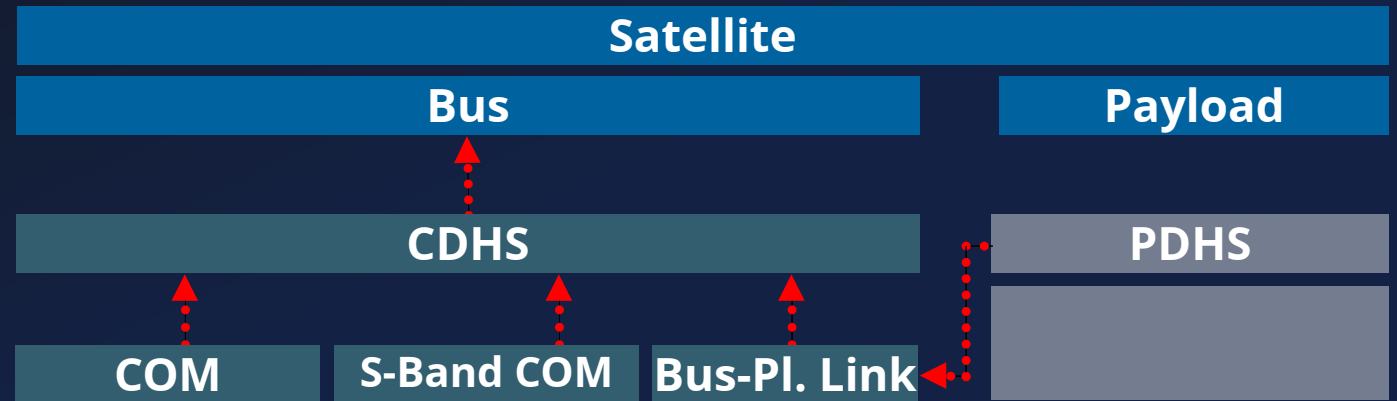 Satellite
Bus
Payload
CDHS
PDHS
COM
S-Band COM
Bus-Pl. Link